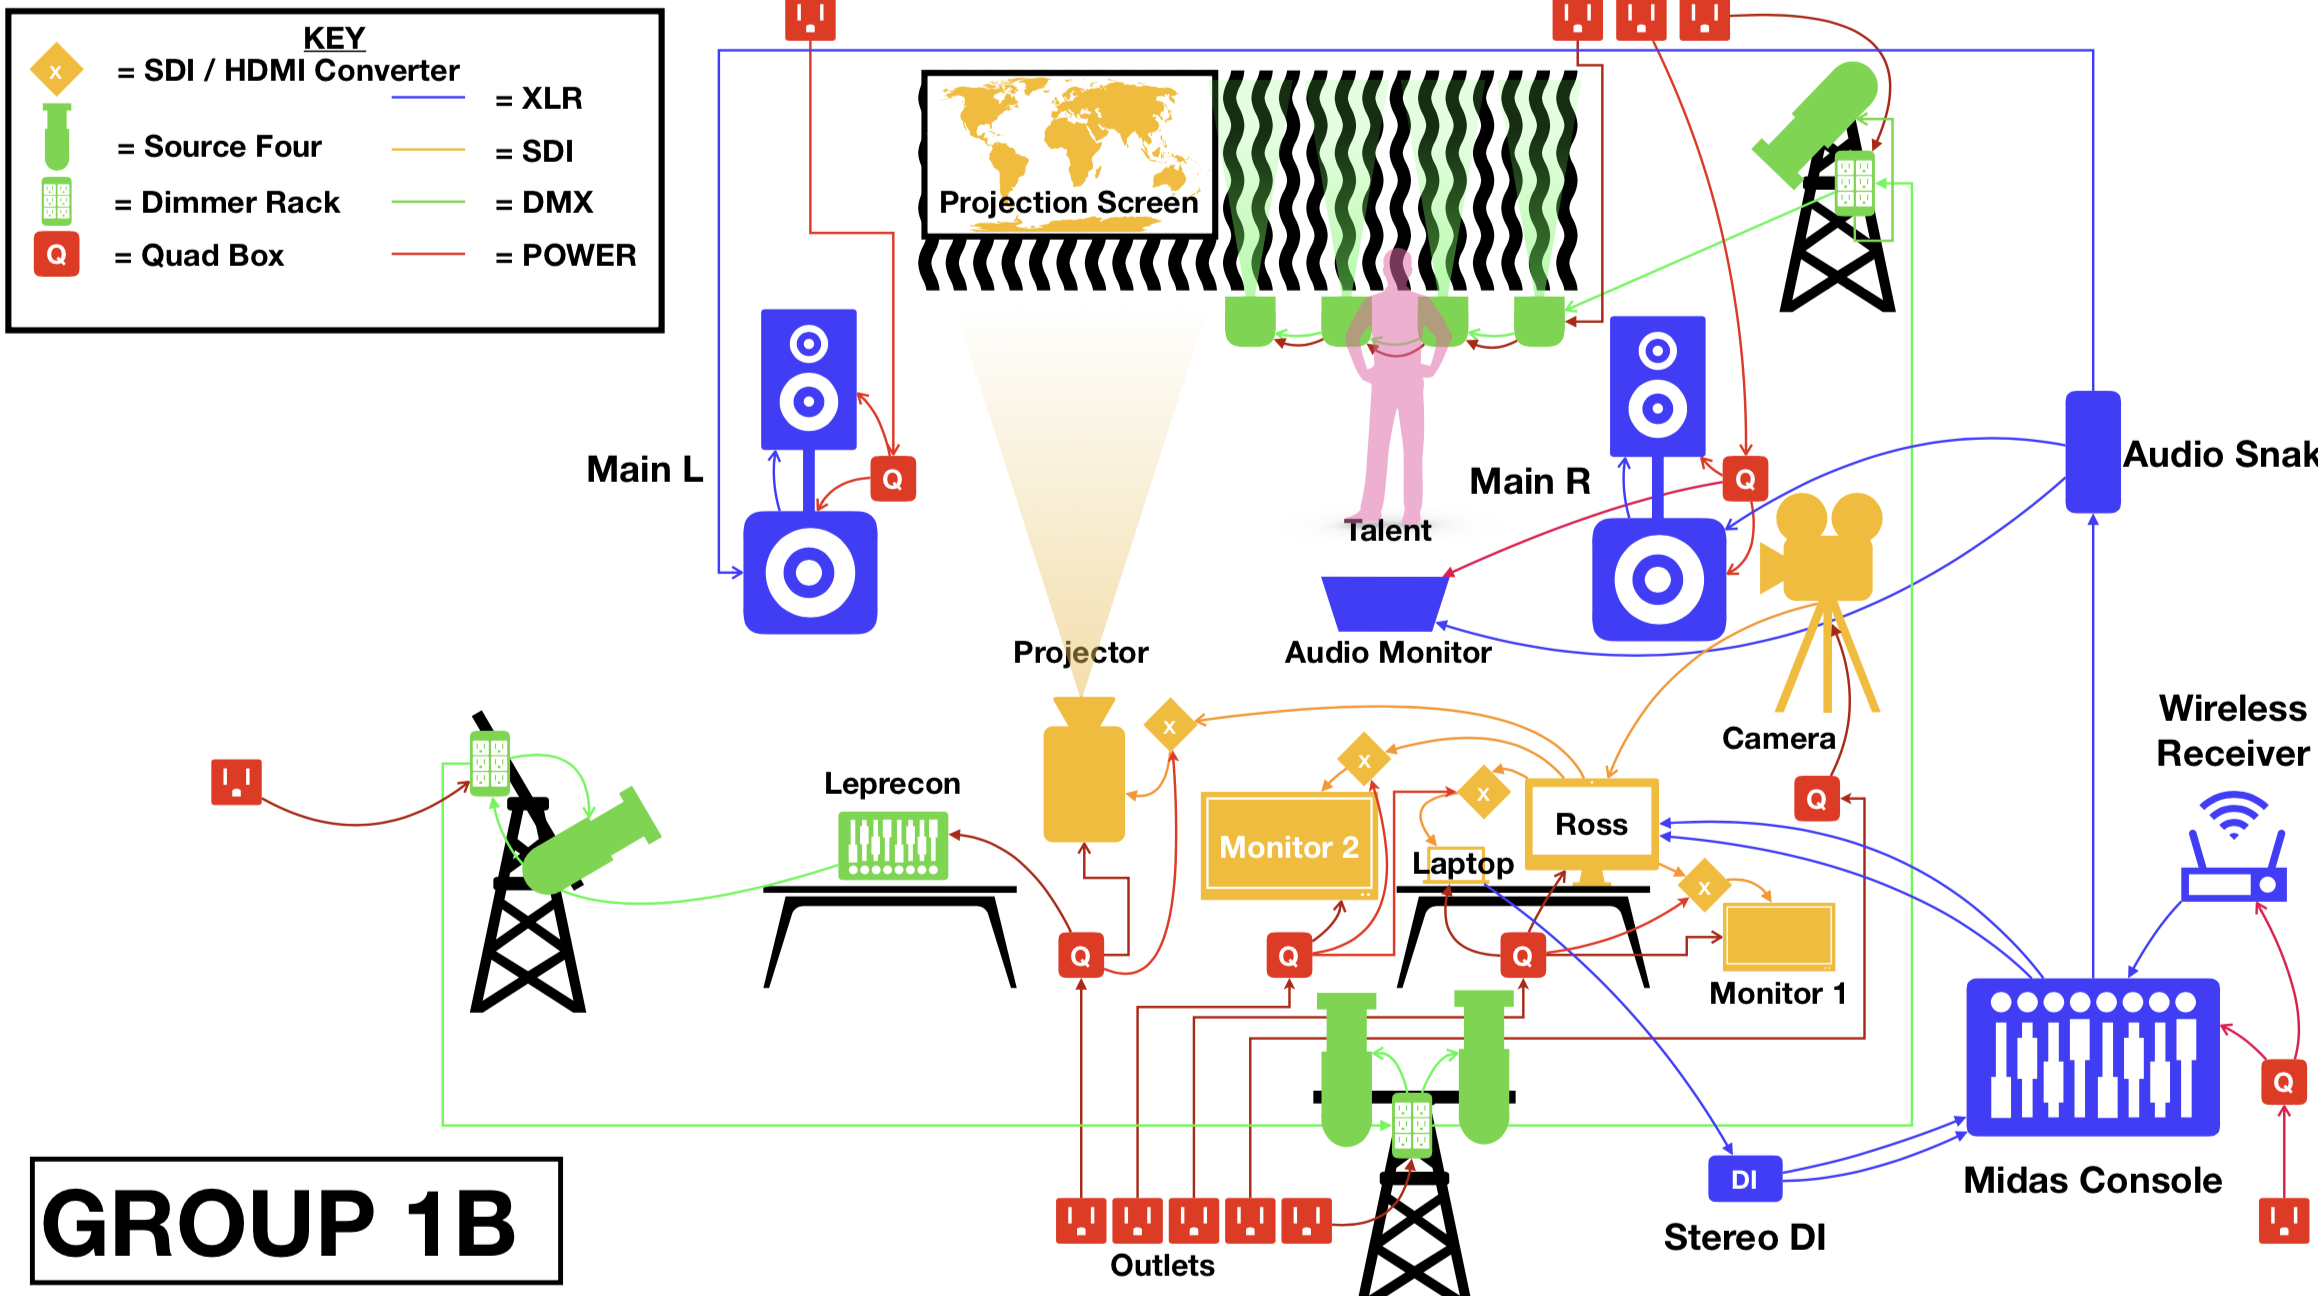 KEY
x = SDI / HDMI Converter
= XLR
= Source Four
= SDI
= Dimmer Rack
= DMX
Q = Quad Box
= POWER
Projection Screen
Main L
Q
Main R
Q
Audio Snak
Talent
Projector
Audio Monitor
Camera
Wireless
Receiver
Leprecon
x
x
x
Monitor 2
Laptop
Ross
Q
x
Q
Q
Q
Monitor 1
Q
GROUP 1B
Outlets
DI
Stereo DI
Midas Console